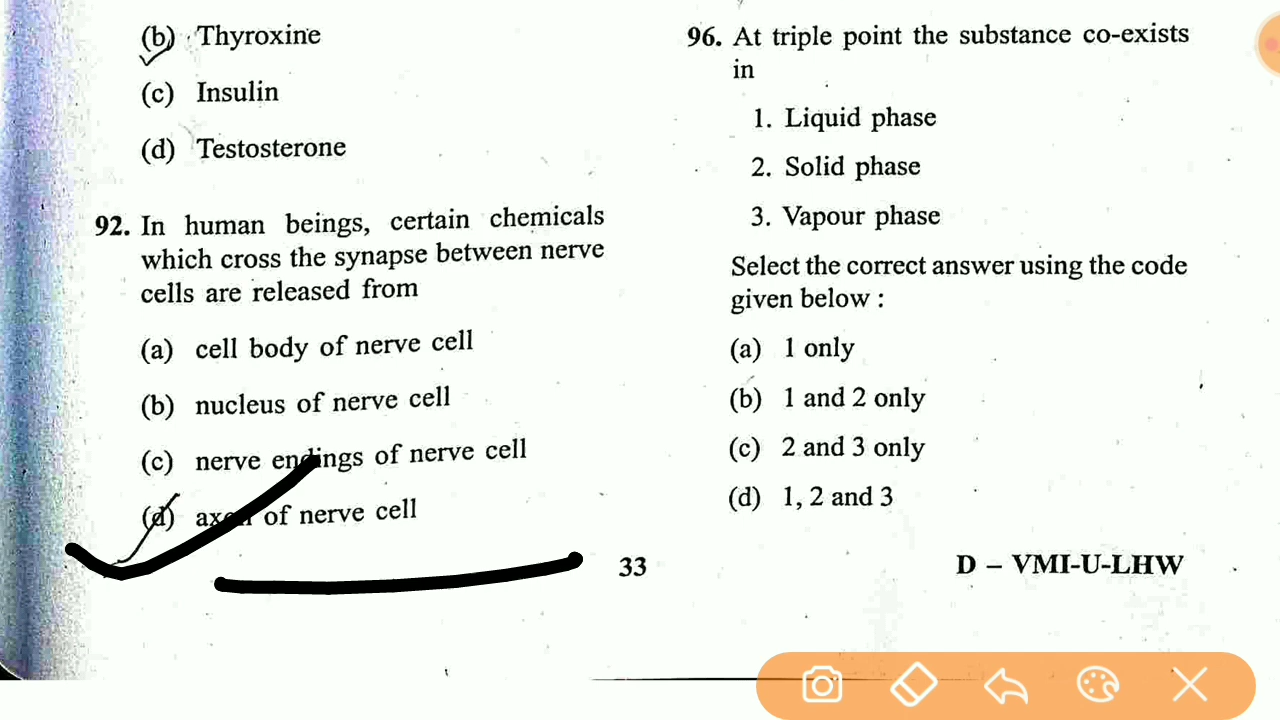 (b) Thyroxine
(c) Insulin
(d) Testosterone
92. In human beings, certain chemicals
which cross the synapse between nerve
cells are released from
(a) cell body of nerve cell
(b) nucleus of nerve cell
(c) nerve endings of nerve cell
(d) axon of nerve cell
96. At triple point the substance co-exists
in
1. Liquid phase
2. Solid phase
3. Vapour phase
Select the correct answer using the code
given below :
(a) 1 only
(b) 1 and 2 only
(c) 2 and 3 only
(d) 1, 2 and 3
33
D – VMI-U-LHW